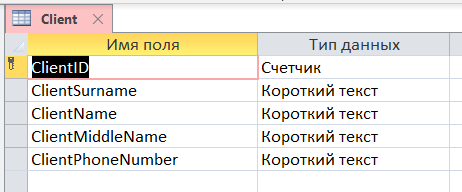 Client
Имя поля Тип данных
ClientID Счетчик
ClientSurname Короткий текст
ClientName Короткий текст
ClientMiddleName Короткий текст
ClientPhoneNumber Короткий текст